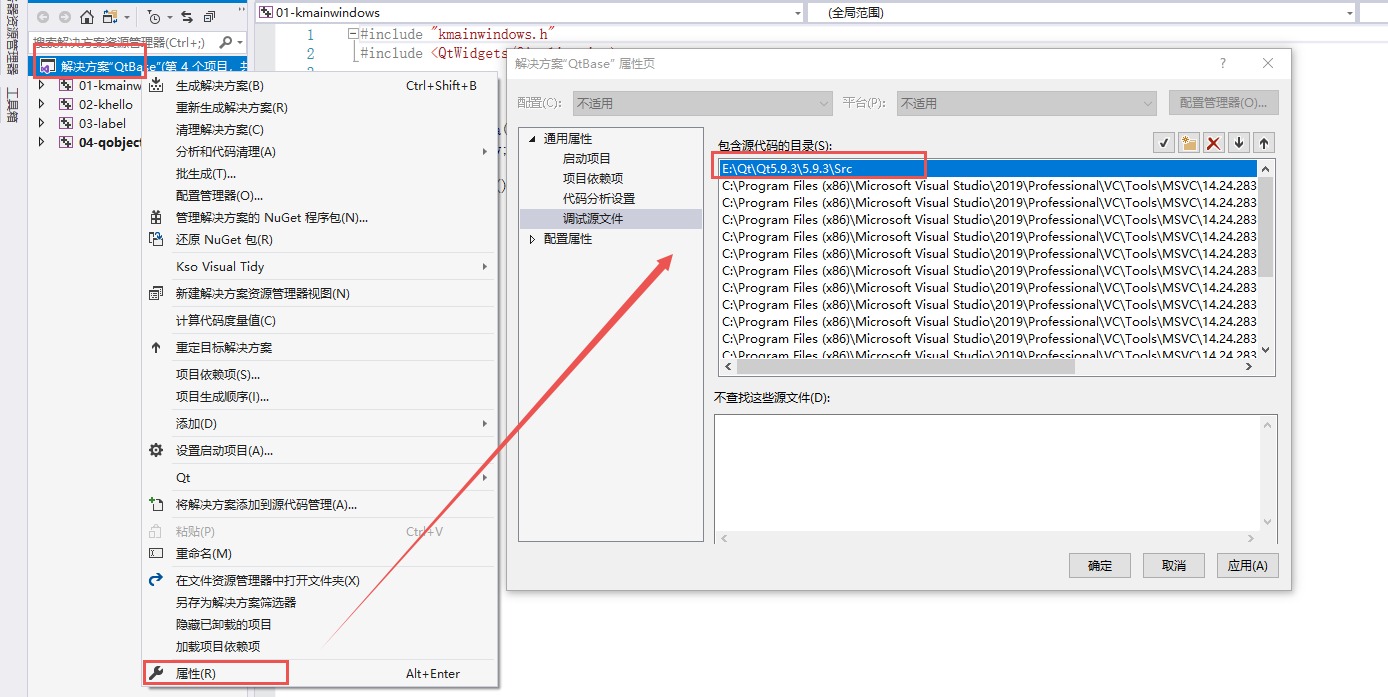 器资源管理器
工具箱
搜索解决方案资源管理器(Ctrl+;)
解决方案"QtBase"(第 4 个项目，共
01-kmainw
02-khello
03-label
04-qobject
生成解决方案(B) Ctrl+Shift+B
重新生成解决方案(R)
清理解决方案(C)
分析和代码清理(A)
批生成(T)...
配置管理器(O)...
管理解决方案的 NuGet 程序包(N)...
还原 NuGet 包(R)
Kso Visual Tidy
新建解决方案资源管理器视图(N)
计算代码度量值(C)
重定目标解决方案
项目依赖项(S)...
项目生成顺序(I)...
添加(D)
设置启动项目(A)...
Qt
将解决方案添加到源代码管理(A)...
粘贴(P) Ctrl+V
重命名(M)
在文件资源管理器中打开文件夹(X)
另存为解决方案筛选器
隐藏已卸载的项目
加载项目依赖项
属性(R) Alt+Enter
01-kmainwindows
(全局范围)
1 #include "kmainwindows.h"
2 #include <QtWidgets
解决方案"QtBase" 属性页
? 
配置(C): 不适用 平台(P): 不适用 配置管理器(O)...
通用属性
启动项目
项目依赖项
代码分析设置
调试源文件
配置属性
包含源代码的目录(S):
E:\Qt\Qt5.9.3\5.9.3\Src
C:\Program Files (x86)\Microsoft Visual Studio\2019\Professional\VC\Tools\MSVC\14.24.283
C:\Program Files (x86)\Microsoft Visual Studio\2019\Professional\VC\Tools\MSVC\14.24.283
C:\Program Files (x86)\Microsoft Visual Studio\2019\Professional\VC\Tools\MSVC\14.24.283
C:\Program Files (x86)\Microsoft Visual Studio\2019\Professional\VC\Tools\MSVC\14.24.283
C:\Program Files (x86)\Microsoft Visual Studio\2019\Professional\VC\Tools\MSVC\14.24.283
C:\Program Files (x86)\Microsoft Visual Studio\2019\Professional\VC\Tools\MSVC\14.24.283
C:\Program Files (x86)\Microsoft Visual Studio\2019\Professional\VC\Tools\MSVC\14.24.283
C:\Program Files (x86)\Microsoft Visual Studio\2019\Professional\VC\Tools\MSVC\14.24.283
C:\Program Files (x86)\Microsoft Visual Studio\2019\Professional\VC\Tools\MSVC\14.24.283
C:\Program Files (x86)\Microsoft Visual Studio\2019\Professional\VC\Tools\MSVC\14.24.283
C:\Program Files (x86)\Microsoft Visual Studio\2019\Professional\VC\Tools\MSVC\14.24.283
不查找这些源文件(D):
确定 取消 应用(A)